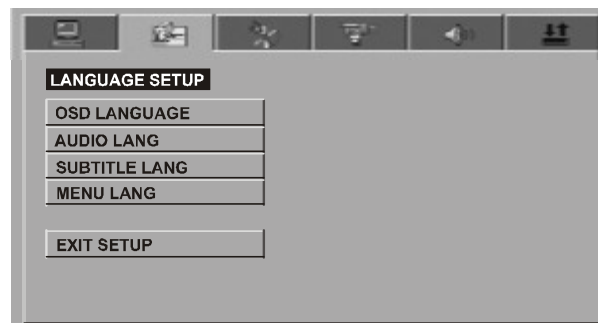 LANGUAGE SETUP
OSD LANGUAGE
AUDIO LANG
SUBTITLE LANG
MENU LANG
EXIT SETUP